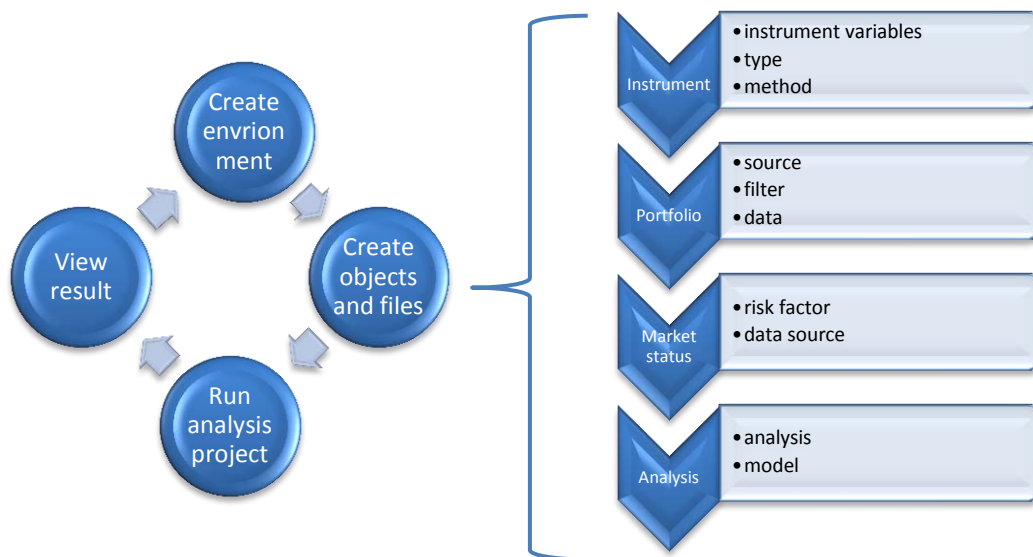 Create
envrion
ment
Create
objects
and files
Run
analysis
project
View
result
Instrument
•instrument variables
•type
•method
Portfolio
•source
•filter
•data
Market
status
•risk factor
•data source
Analysis
•analysis
•model